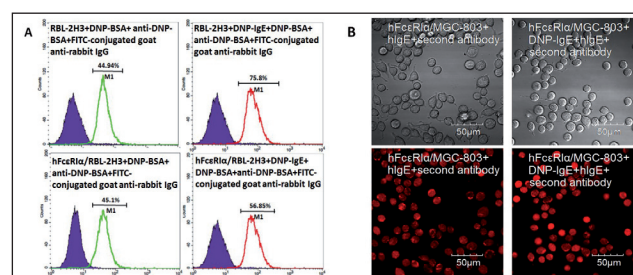 A
RBL-2H3+DNP-BSA+ anti-DNP-
BSA+FITC-conjugated goat
anti-rabbit IgG
44.94%
M1
RBL-2H3+DNP-IgE+DNP-BSA+
anti-DNP-BSA+FITC-conjugated
goat anti-rabbit IgG
75.8%
M1
hFcεRIα/RBL-2H3+DNP-BSA+
anti-DNP-BSA+FITC-
conjugated goat anti-rabbit IgG
45.1%
M1
hFcεRIα/RBL-2H3+DNP-IgE+
DNP-BSA+anti-DNP-BSA+FITC-
conjugated goat anti-rabbit IgG
56.85%
M1
B
hFcεRIα/MGC-803+
hIgE+second antibody
50μm
hFcεRIα/MGC-803+
DNP-IgE+hIgE+
second antibody
50μm
hFcεRIα/MGC-803+
hIgE+second antibody
50μm
hFcεRIα/MGC-803+
DNP-IgE+hIgE+
second antibody
50μm